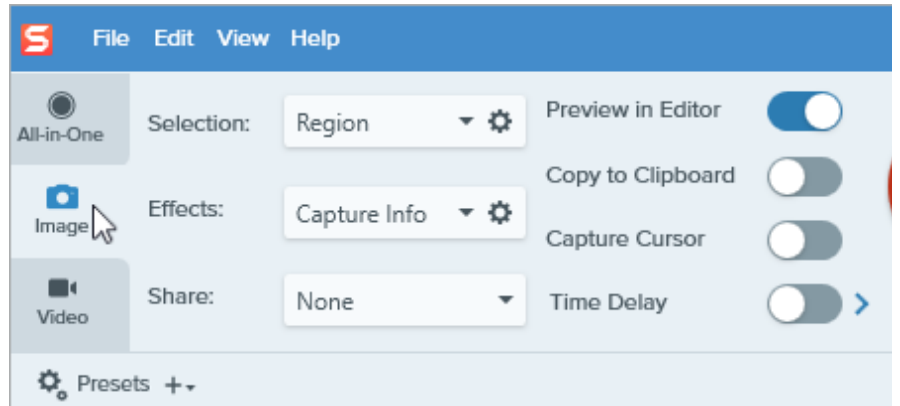 S File Edit View Help
All-in-One
Image
Video
Selection: Region
Effects: Capture Info
Share: None
Preview in Editor
Copy to Clipboard
Capture Cursor
Time Delay
Presets